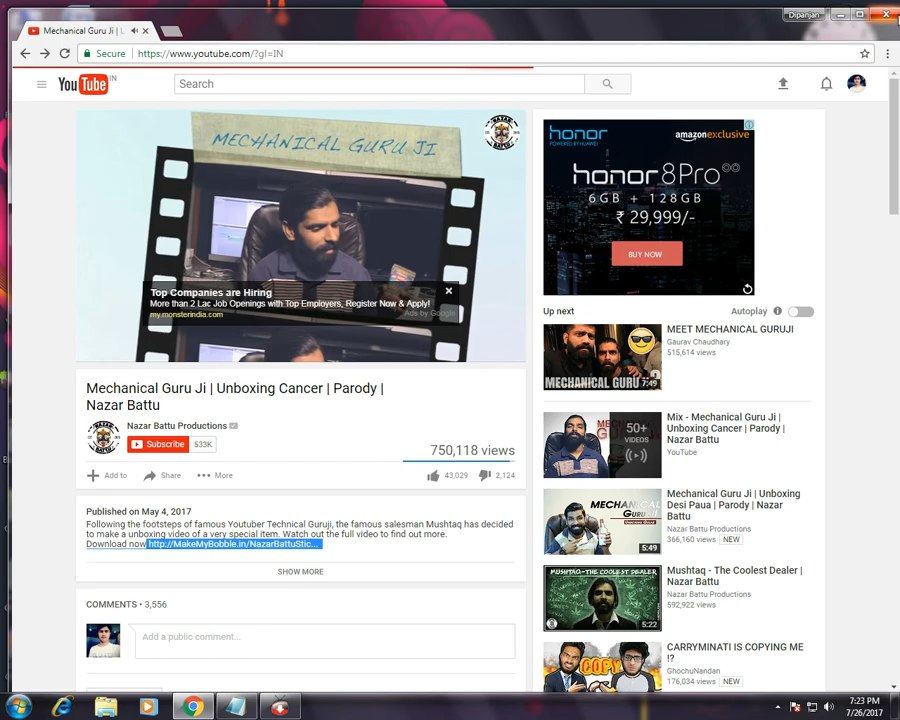 Dipanjan
Mechanical Guru Ji | U
Secure
https://www.youtube.com/?gl=IN
YouTube IN
Search
MECHANICAL GURU JI
NAZAR BATTU
Top Companies are Hiring
More than 2 Lac Job Openings with Top Employers, Register Now & Apply!
my.monsterindia.com
Ads by Google
Mechanical Guru Ji | Unboxing Cancer | Parody |
Nazar Battu
Nazar Battu Productions
Subscribe 533K
750,118 views
Add to Share More 43,029 2,124
Published on May 4, 2017
Following the footsteps of famous Youtuber Technical Guruji, the famous salesman Mushtaq has decided
to make a unboxing video of a very special item. Watch out the full video to find out more.
Download now http://MakeMyBobble.in/NazarBattuStic...
SHOW MORE
COMMENTS • 3,556
Add a public comment...
honor
POWERED BY HUAWEI
amazonexclusive
honor 8Pro
6GB + 128GB
₹ 29,999/-
BUY NOW
Up next
Autoplay
MECHANICAL GURU
7:49
MEET MECHANICAL GURUJI
Gaurav Chaudhary
515,614 views
50+
VIDEOS
Mix - Mechanical Guru Ji |
Unboxing Cancer | Parody |
Nazar Battu
YouTube
MECHANICAL
GURU JI
5:49
Mechanical Guru Ji | Unboxing
Desi Paua | Parody | Nazar
Battu
Nazar Battu Productions
366,160 views NEW
MUSHTAQ-THE COOLEST DEALER
5:22
Mushtaq - The Coolest Dealer |
Nazar Battu
Nazar Battu Productions
592,922 views
COPY
CARRYMINATI IS COPYING ME
!?
GhochuNandan
176,034 views NEW
7:23 PM
7/26/2017